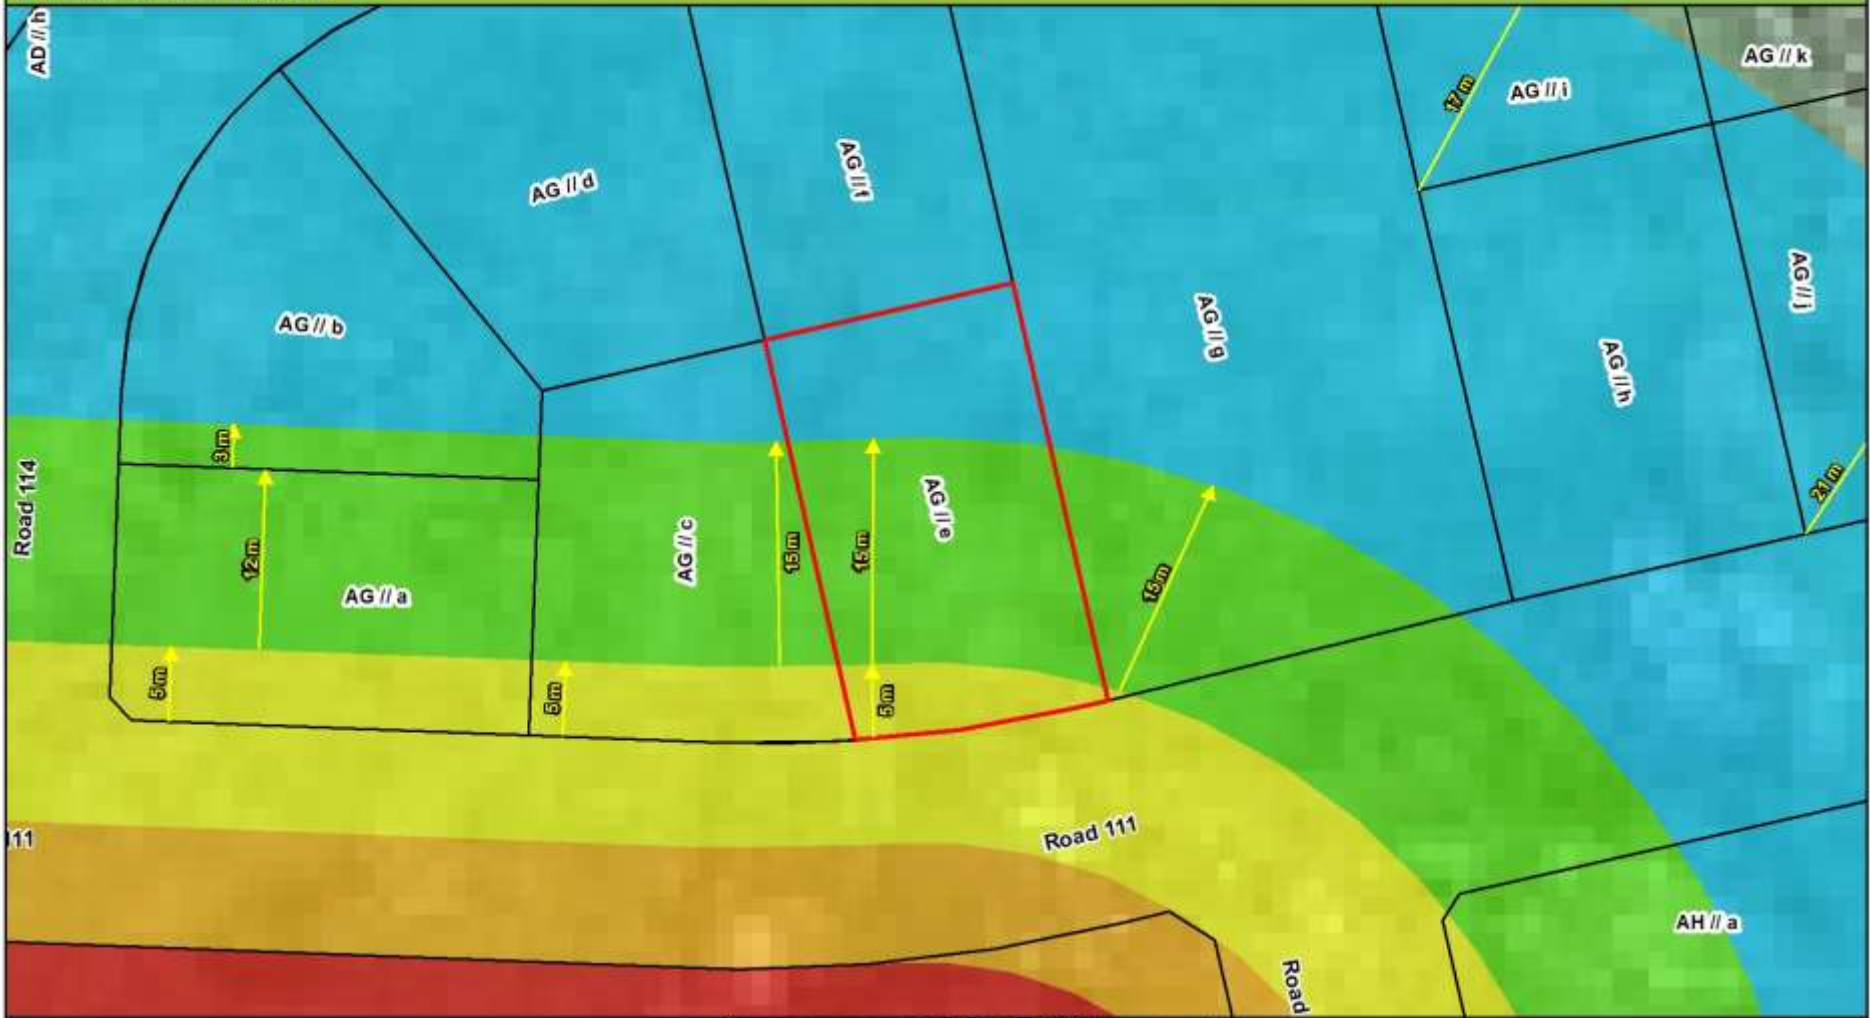 AD // h
AG // k
17 m
AG // i
AG // d
AG // f
AG // j
AG // b
AG // g
AG // h
3 m
Road 114
12 m
AG // a
AG // c
15 m
15 m
AG // e
15 m
21 m
5 m
5 m
5 m
111
Road 111
AH // a
Road